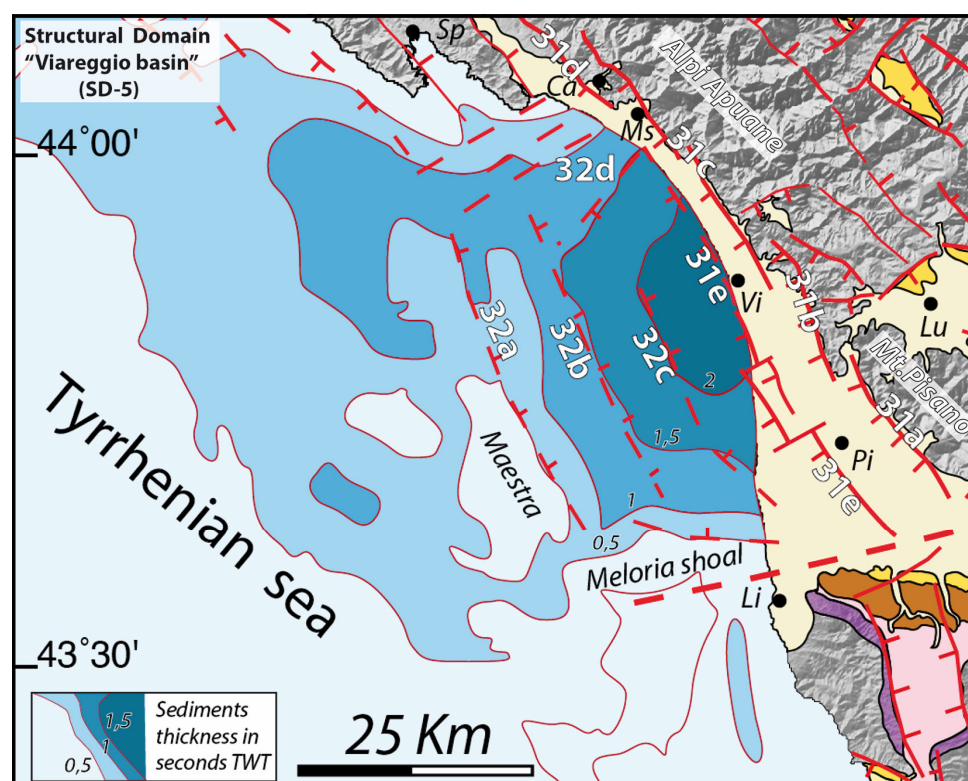 Structural Domain
“Viareggio basin”
(SD-5)
Sp
31d
Ca
Alpi Apuane
Ms
31c
44°00'
32d
31e
Vi
31b
Lu
32a
32b
32c
2
Mt.Pisano
31a
1,5
Pi
31e
Maestra
1
0,5
Meloria shoal
Li
Tyrrhenian sea
43°30'
1,5
1
0,5
Sediments
thickness in
seconds TWT
25 Km